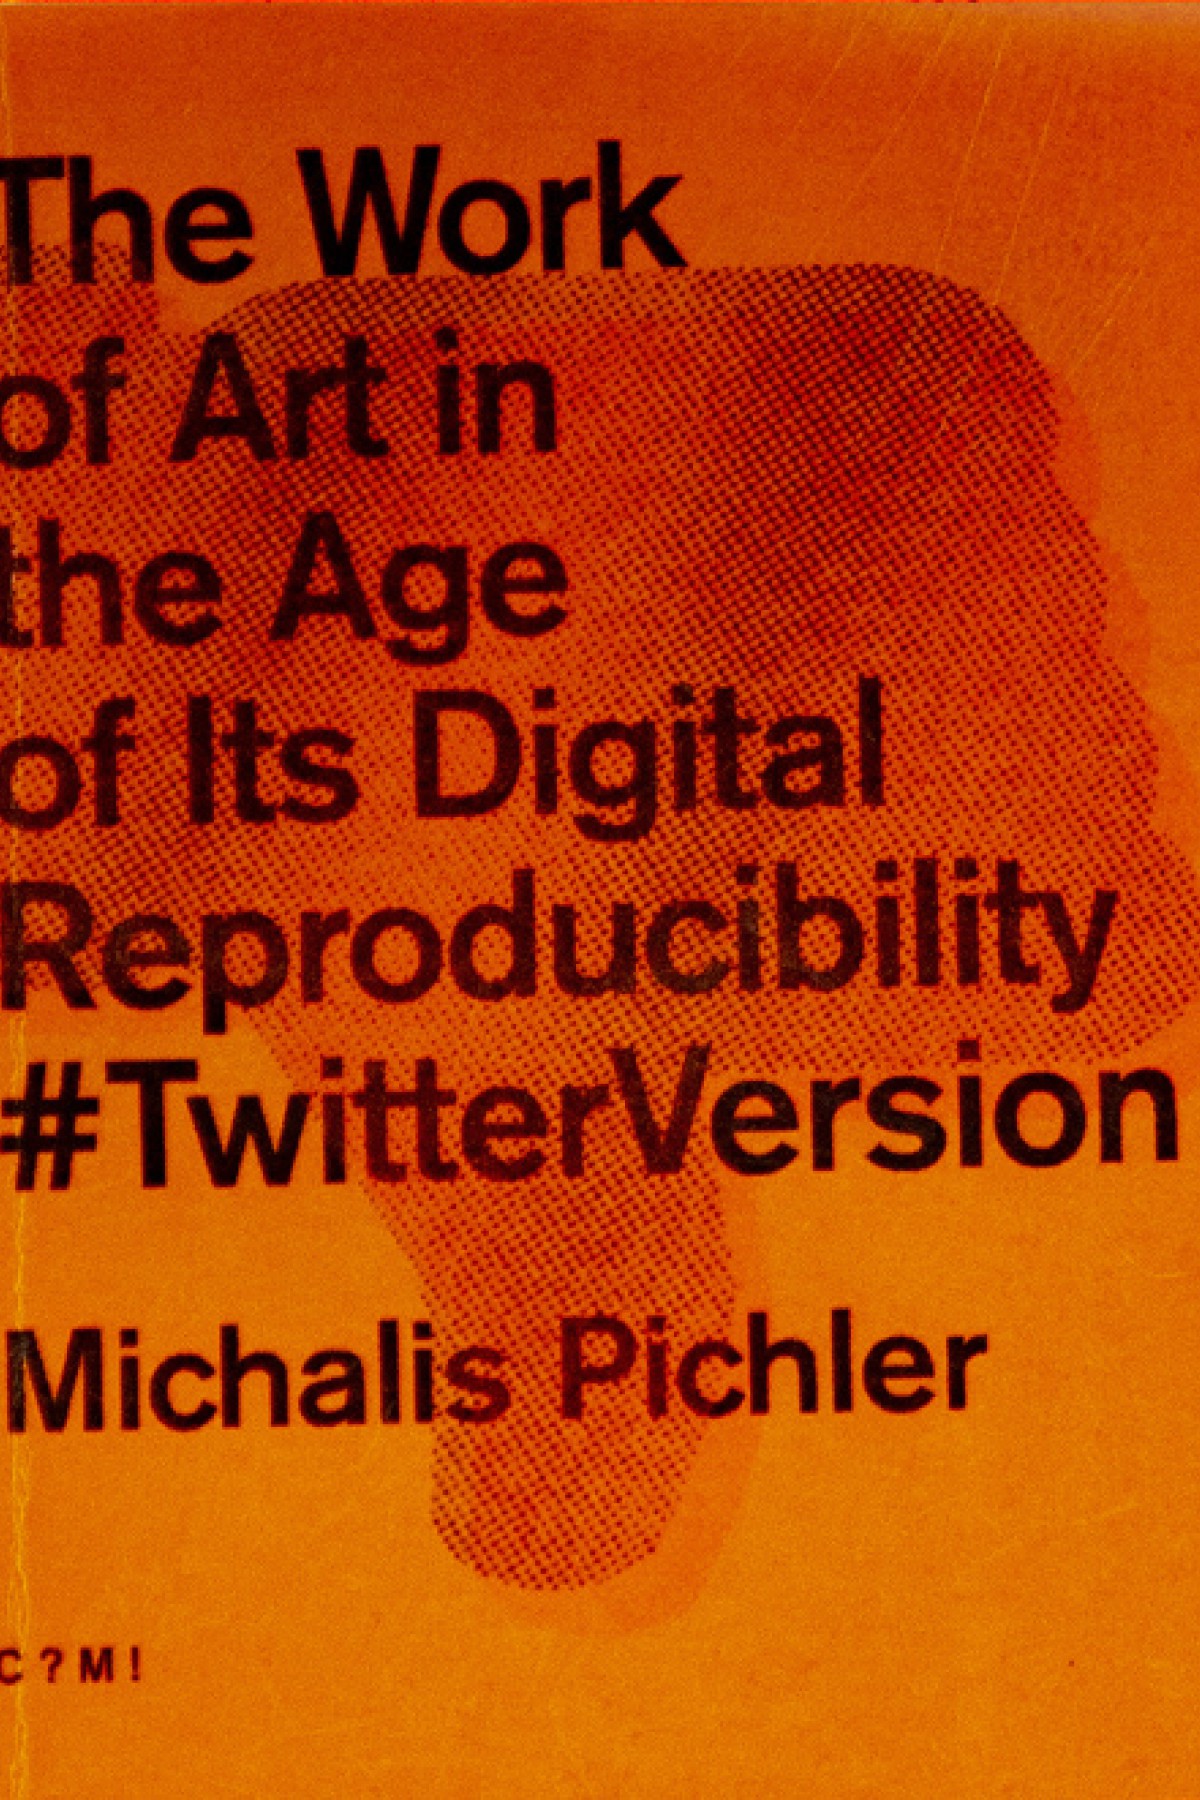 The Work
of Art in
the Age
of Its Digital
Reproducibility
#TwitterVersion
Michalis Pichler
C?M!